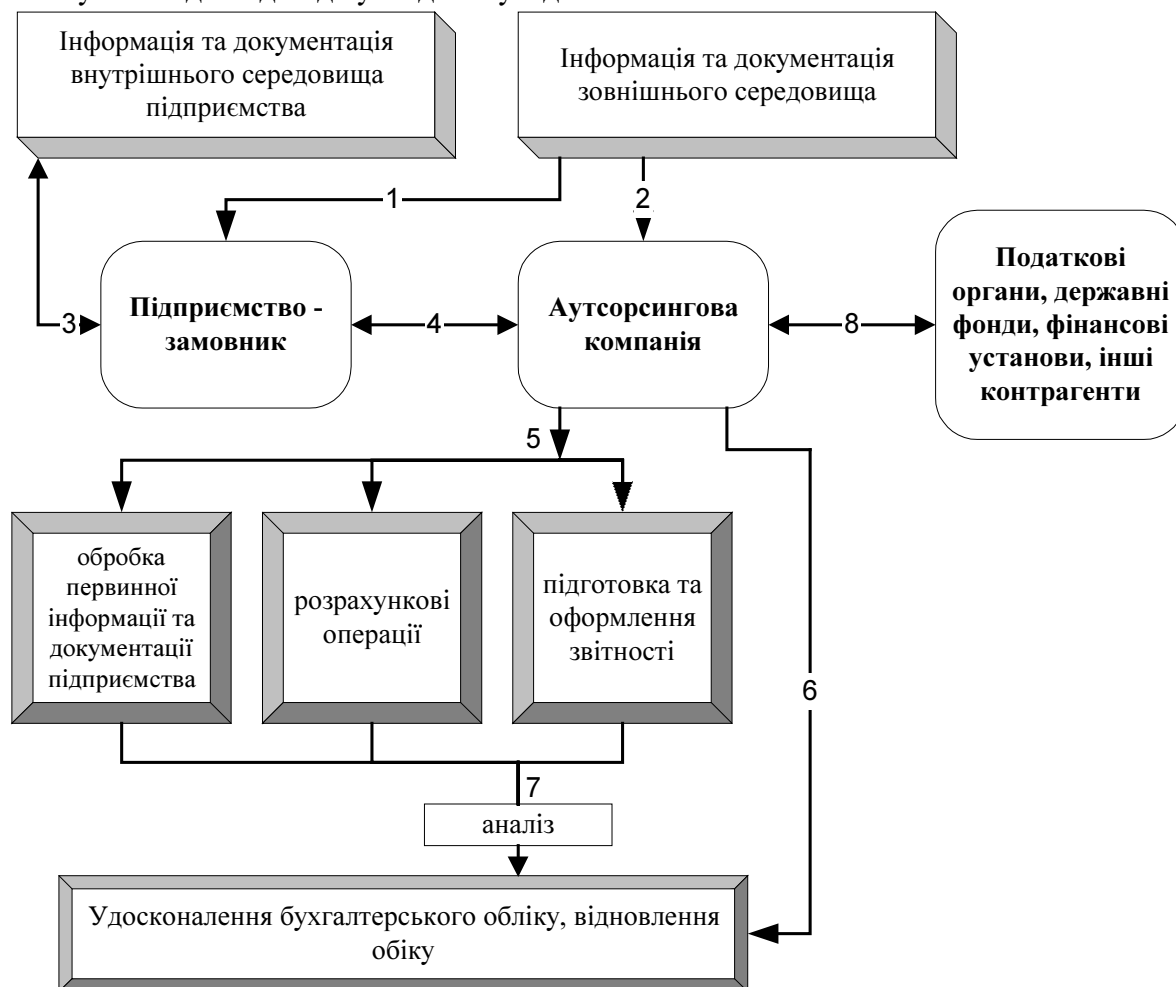 Інформація та документація
внутрішнього середовища
підприємства
Інформація та документація
зовнішнього середовища
1
2
3
Підприємство -
замовник
4
Аутсорсингова
компанія
8
Податкові
органи, державні
фонди, фінансові
установи, інші
контрагенти
5
обробка
первинної
інформації та
документації
підприємства
розрахункові
операції
підготовка та
оформлення
звітності
6
7
аналіз
Удосконалення бухгалтерського обліку, відновлення
обіку